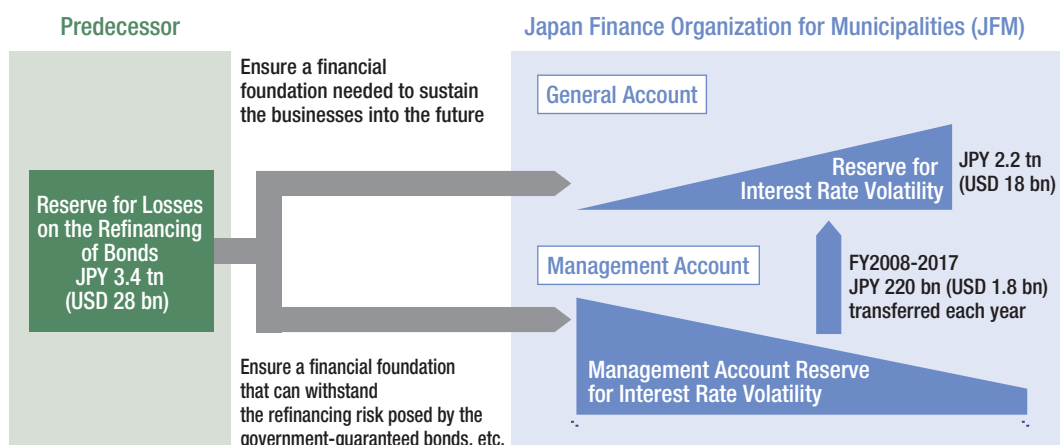 Predecessor
Japan Finance Organization for Municipalities (JFM)
Ensure a financial
foundation needed to sustain
the businesses into the future
General Account
Reserve for
Interest Rate Volatility
JPY 2.2 tn
(USD 18 bn)
Reserve for Losses
on the Refinancing
of Bonds
JPY 3.4 tn
(USD 28 bn)
Management Account
FY2008-2017
JPY 220 bn (USD 1.8 bn)
transferred each year
Management Account Reserve
for Interest Rate Volatility
Ensure a financial foundation
that can withstand
the refinancing risk posed by the
government-guaranteed bonds, etc.